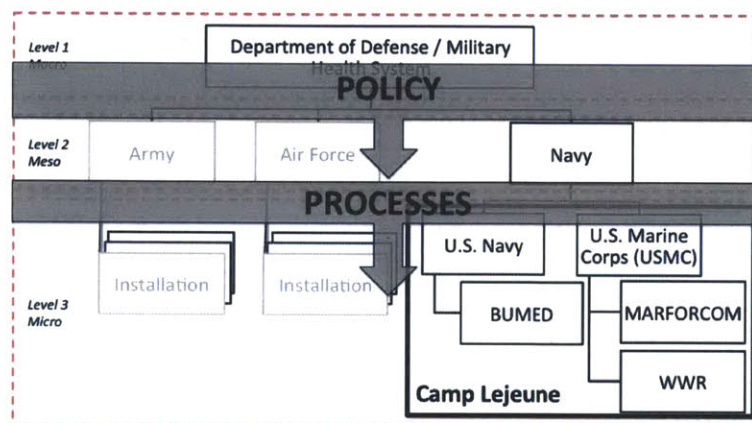 Level 1
Macro
Department of Defense / Military
Health System
POLICY
Level 2
Meso
Army
Air Force
Navy
PROCESSES
Level 3
Micro
Installation
Installation
U.S. Navy
U.S. Marine
Corps (USMC)
BUMED
MARFORCOM
WWR
Camp Lejeune